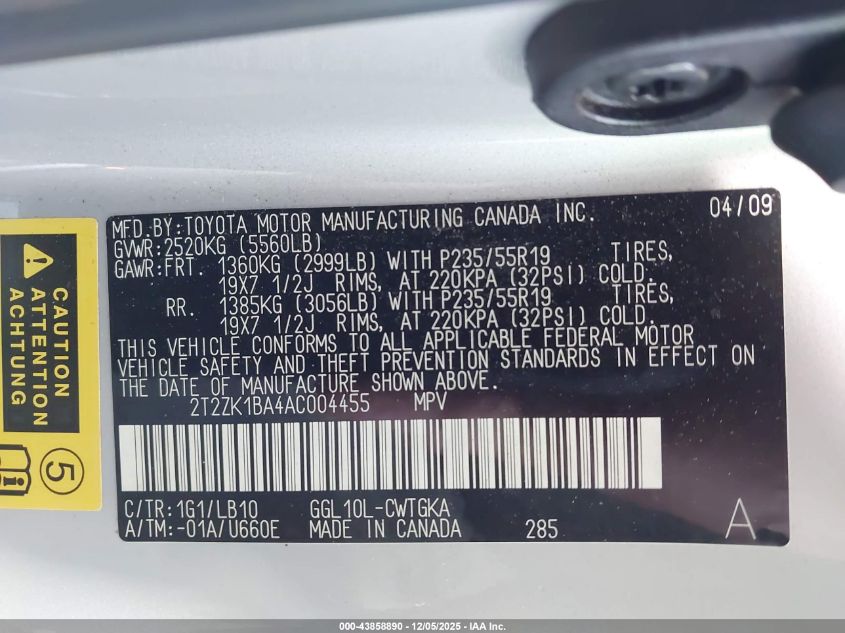 MFD.BY:TOYOTA MOTOR MANUFACTURING CANADA INC. 04/09
GVWR:2520KG (5560LB)
GAWR:FRT. 1360KG (2999LB) WITH P235/55R19 TIRES,
19X7 1/2J RIMS, AT 220KPA (32PSI) COLD.
RR. 1385KG (3056LB) WITH P235/55R19 TIRES,
19X7 1/2J RIMS, AT 220KPA (32PSI) COLD.
THIS VEHICLE CONFORMS TO ALL APPLICABLE FEDERAL MOTOR
VEHICLE SAFETY AND THEFT PREVENTION STANDARDS IN EFFECT ON
THE DATE OF MANUFACTURE SHOWN ABOVE.
2T2ZK1BA4AC004455 MPV
C/TR:1G1/LB10 GGL10L-CWTGKA
A/TM:-01A/U660E MADE IN CANADA 285 A
CAUTION
ATTENTION
ACHTUNG
5
000-43858890 - 12/05/2025 - IAA Inc.